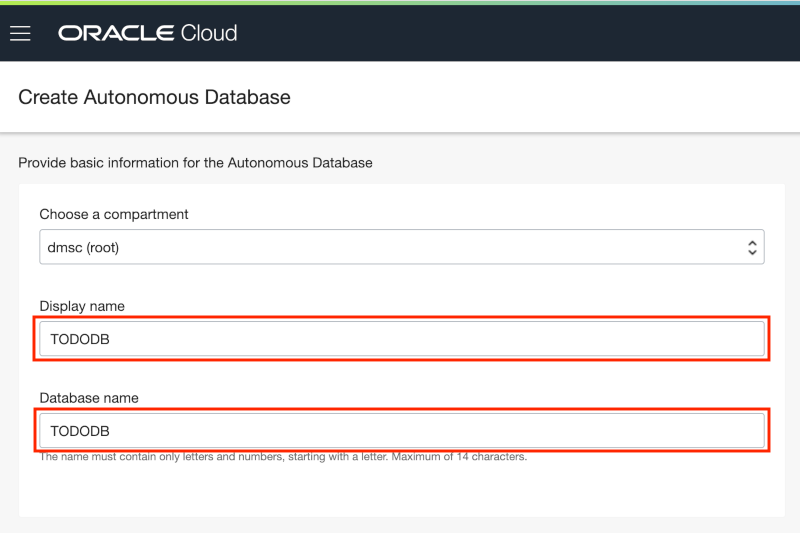 ORACLE Cloud
Create Autonomous Database
Provide basic information for the Autonomous Database
Choose a compartment
dmsc (root)
Display name
TODODB
Database name
TODODB
The name must contain only letters and numbers, starting with a letter. Maximum of 14 characters.